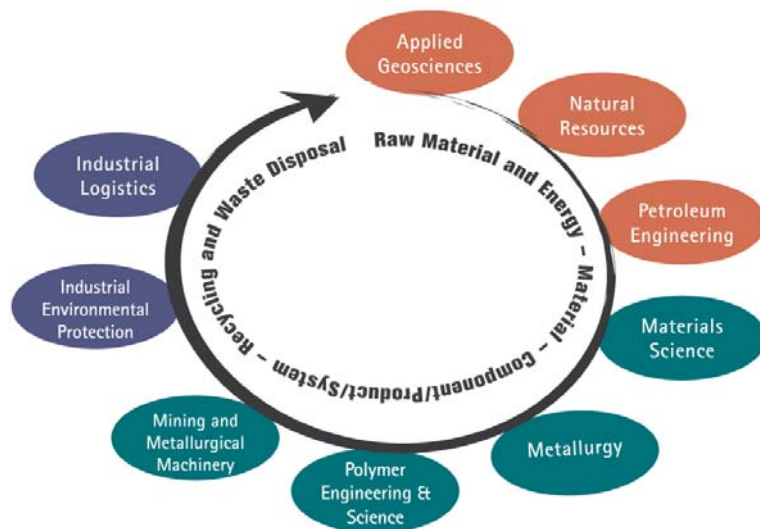 Applied
Geosciences
Natural
Resources
Petroleum
Engineering
Materials
Science
Metallurgy
Polymer
Engineering &
Science
Mining and
Metallurgical
Machinery
Industrial
Environmental
Protection
Industrial
Logistics
Raw Material and Energy – Material – Component/Product/System – Recycling and Waste Disposal